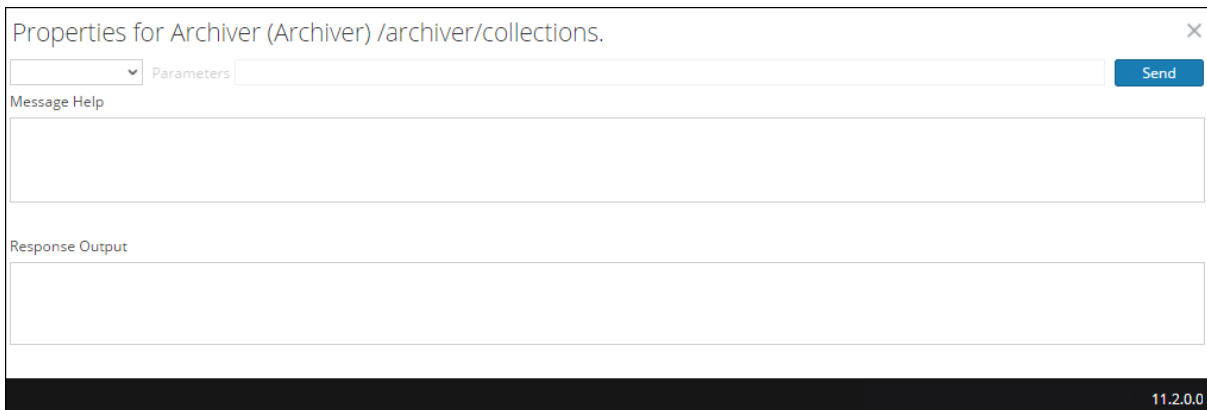 Properties for Archiver (Archiver) /archiver/collections.
Parameters Send
Message Help
Response Output
11.2.0.0